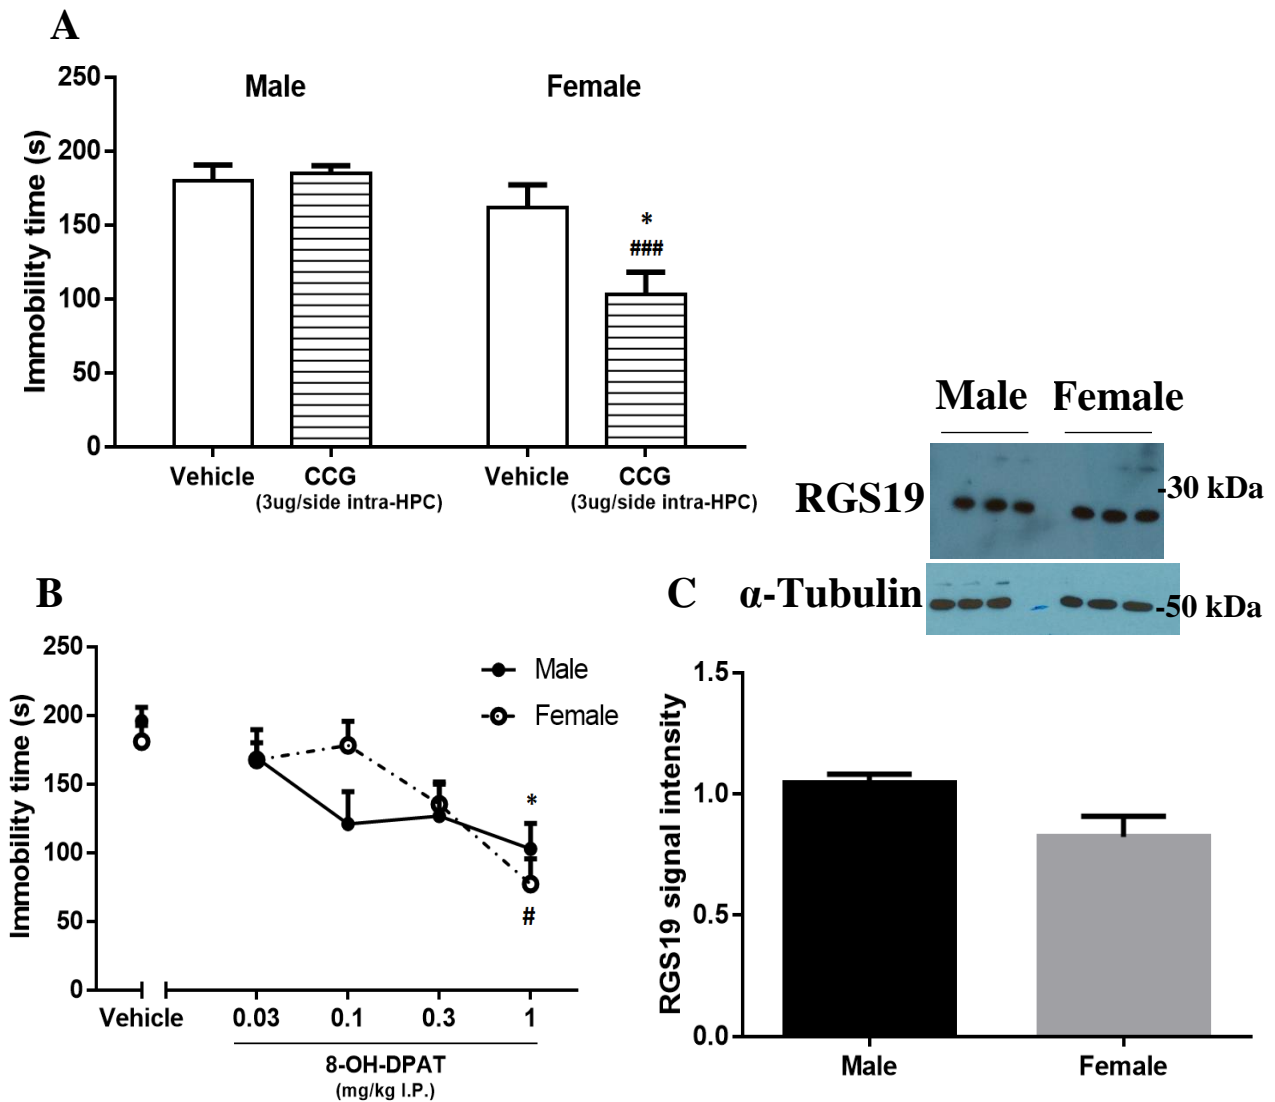 A
Male
Female
Immobility time (s)
250
200
150
100
50
0
*
###
Vehicle
CCG
(3ug/side intra-HPC)
Vehicle
CCG
(3ug/side intra-HPC)
B
Immobility time (s)
250
200
150
100
50
0
Male
Female
*
#
Vehicle
0.03
0.1
0.3
1
8-OH-DPAT
(mg/kg I.P.)
C
Male
Female
RGS19
-30 kDa
α-Tubulin
-50 kDa
RGS19 signal intensity
1.5
1.0
0.5
0.0
Male
Female